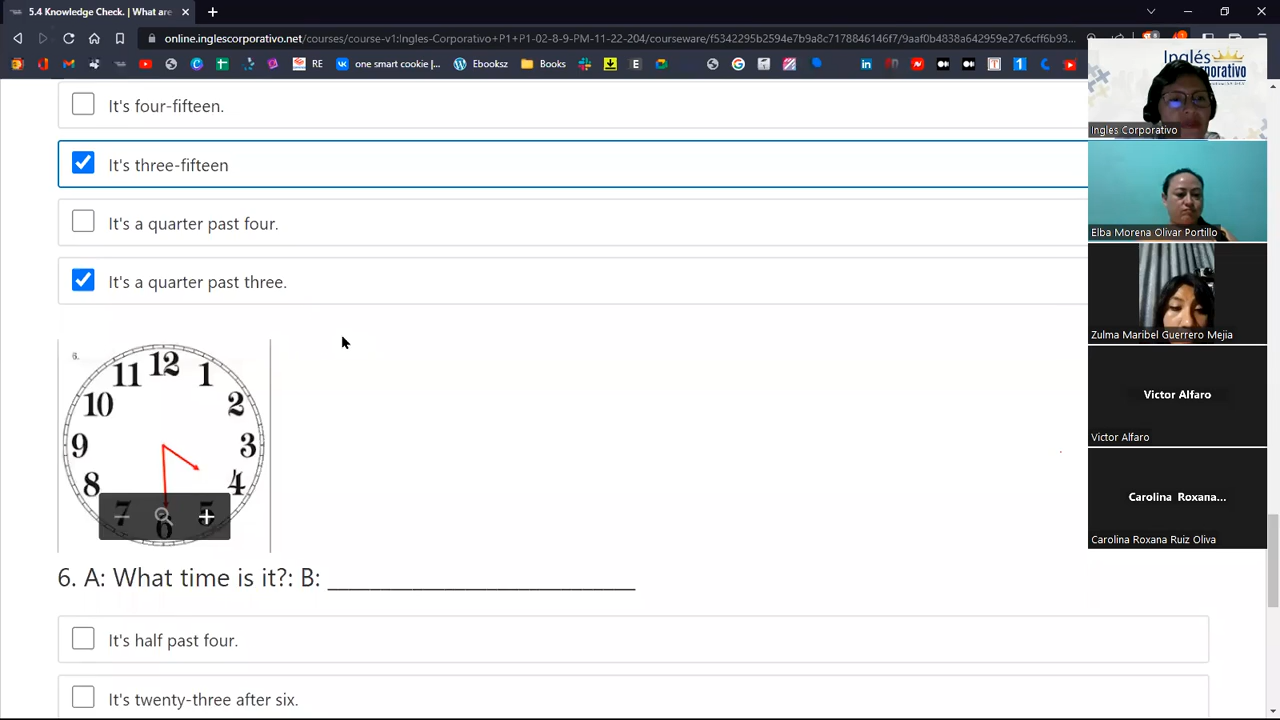 5.4 Knowledge Check. | What are
online.inglescorporativo.net/courses/course-v1:Ingles-Corporativo+P1+P1-02-8-9-PM-11-22-204/courseware/f5342295b2594e7b9a8c7178846146f7/9aaf0b4838a642959e27c6cff6b93...
RE
one smart cookie |...
Books
It's four-fifteen.
It's three-fifteen
It's a quarter past four.
It's a quarter past three.
6.
12
11
1
10
2
9
3
8
4
7
5
6
6. A: What time is it?: B: ___________________________
It's half past four.
It's twenty-three after six.
Inglés
Ingles Corporativo
Elba Morena Olivar Portillo
Zulma Maribel Guerrero Mejia
Victor Alfaro
Victor Alfaro
Carolina Roxana...
Carolina Roxana Ruiz Oliva